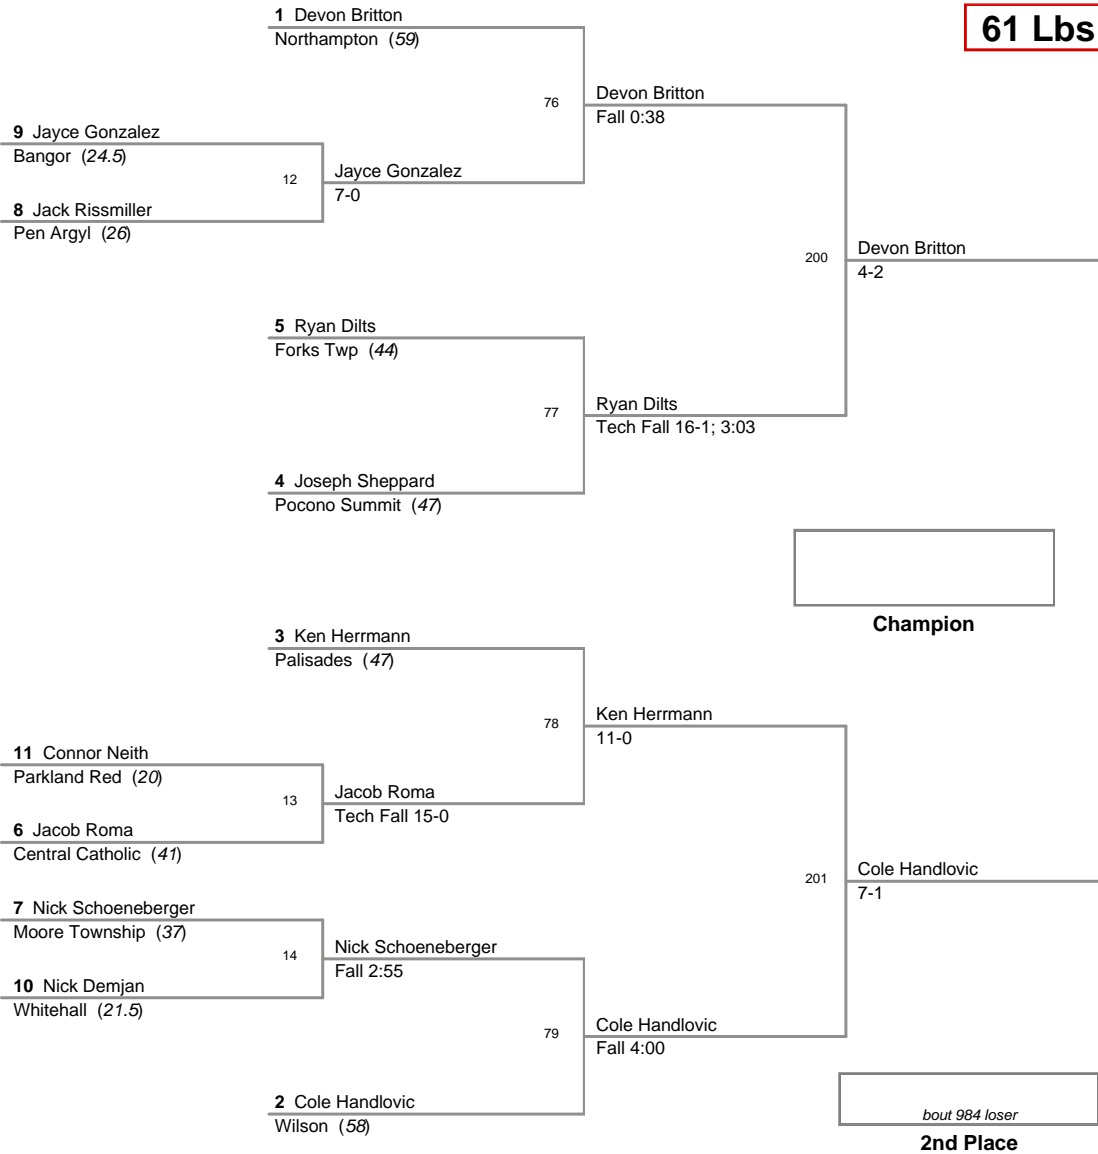 1 Devon Britton
Northampton (59)
61 Lbs
76
Devon Britton
Fall 0:38
9 Jayce Gonzalez
Bangor (24.5)
12
Jayce Gonzalez
7-0
8 Jack Rissmiller
Pen Argyl (26)
200
Devon Britton
4-2
5 Ryan Dilts
Forks Twp (44)
77
Ryan Dilts
Tech Fall 16-1; 3:03
4 Joseph Sheppard
Pocono Summit (47)
Champion
3 Ken Herrmann
Palisades (47)
78
Ken Herrmann
11-0
11 Connor Neith
Parkland Red (20)
13
Jacob Roma
Tech Fall 15-0
6 Jacob Roma
Central Catholic (41)
201
Cole Handlovic
7-1
7 Nick Schoeneberger
Moore Township (37)
14
Nick Schoeneberger
Fall 2:55
10 Nick Demjan
Whitehall (21.5)
79
Cole Handlovic
Fall 4:00
2 Cole Handlovic
Wilson (58)
bout 984 loser
2nd Place